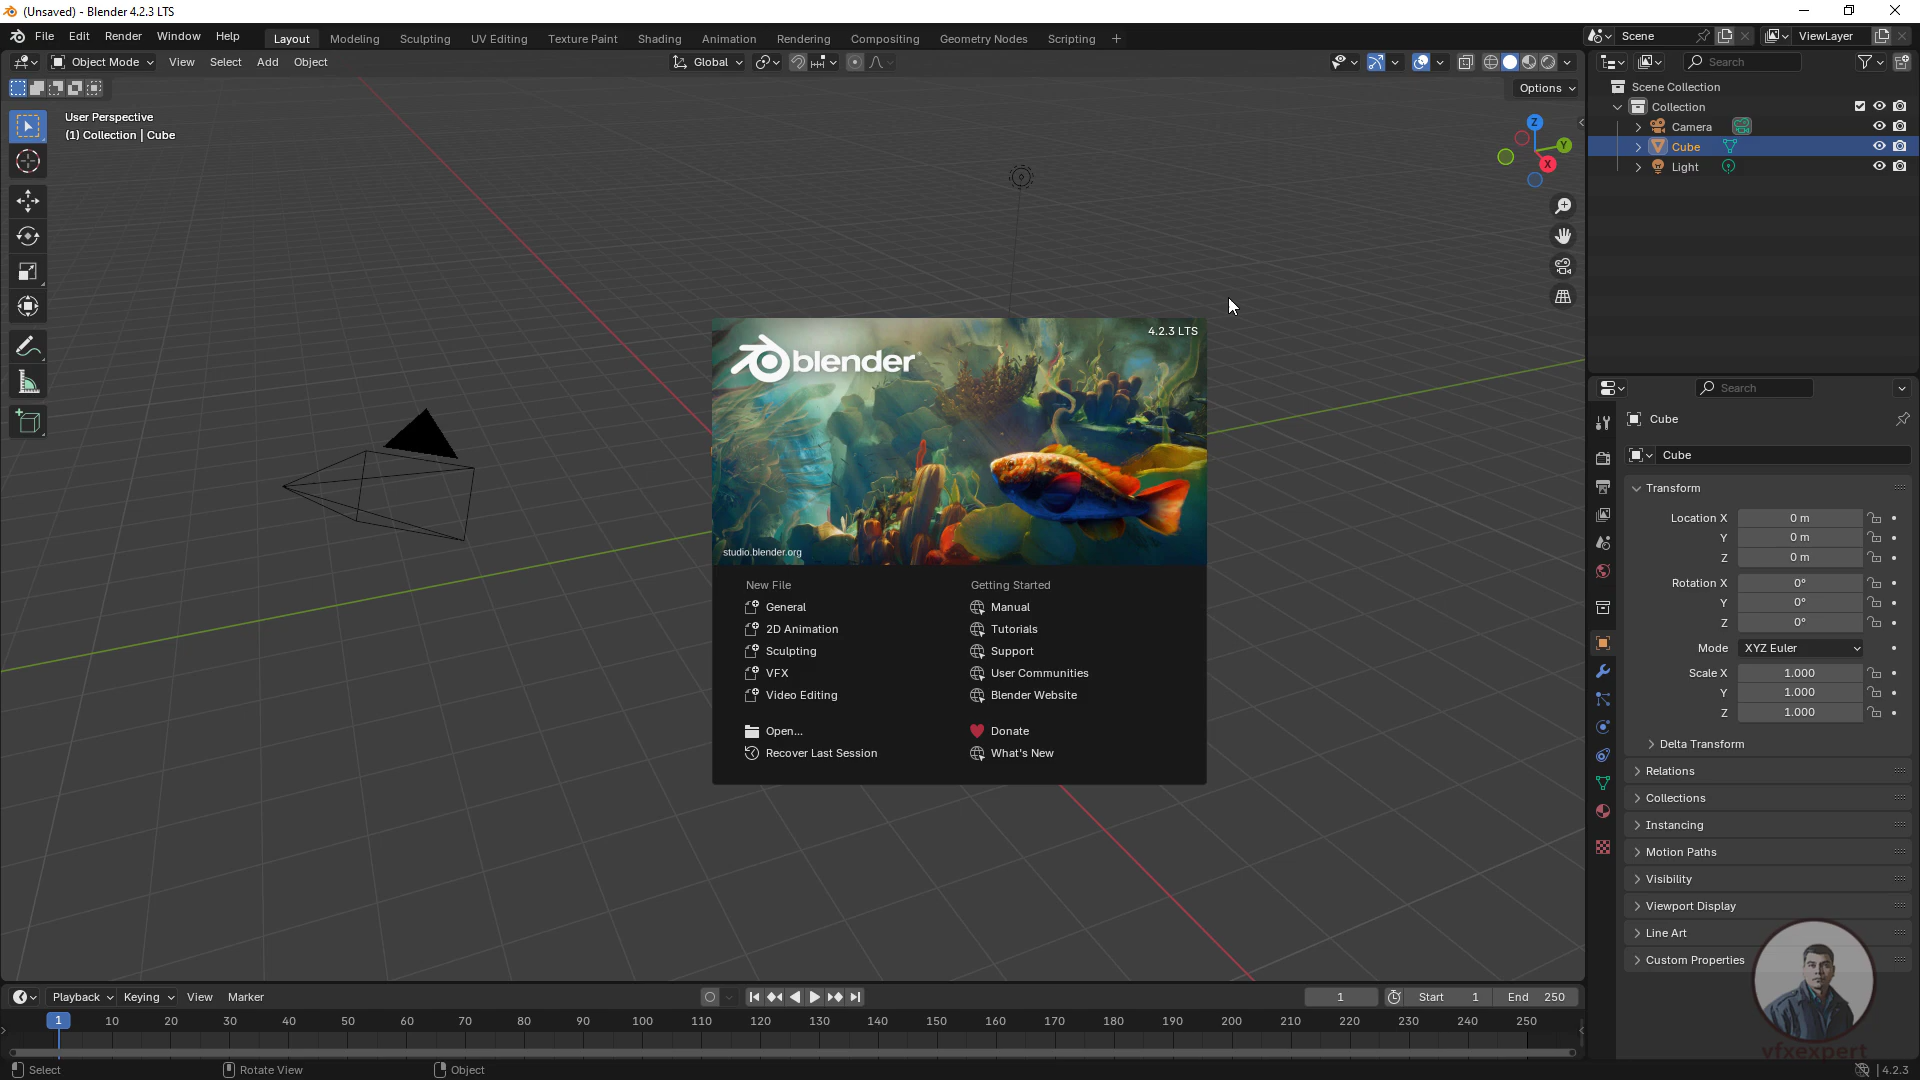 (Unsaved) - Blender 4.2.3 LTS
File Edit Render Window Help Layout Modeling Sculpting UV Editing Texture Paint Shading Animation Rendering Compositing Geometry Nodes Scripting + Scene ViewLayer
Object Mode View Select Add Object Global Search
Options
User Perspective
(1) Collection | Cube
Z
Y
X
Scene Collection
Collection
Camera
Cube
Light
4.2.3 LTS
blender
studio.blender.org
New File
General
2D Animation
Sculpting
VFX
Video Editing
Open...
Recover Last Session
Getting Started
Manual
Tutorials
Support
User Communities
Blender Website
Donate
What's New
Search
Cube
Cube
Transform
Location X 0 m
Y 0 m
Z 0 m
Rotation X 0°
Y 0°
Z 0°
Mode XYZ Euler
Scale X 1.000
Y 1.000
Z 1.000
Delta Transform
Relations
Collections
Instancing
Motion Paths
Visibility
Viewport Display
Line Art
Custom Properties
vfxexpert
Playback Keying View Marker 1 Start 1 End 250
1 10 20 30 40 50 60 70 80 90 100 110 120 130 140 150 160 170 180 190 200 210 220 230 240 250
Select Rotate View Object 4.2.3